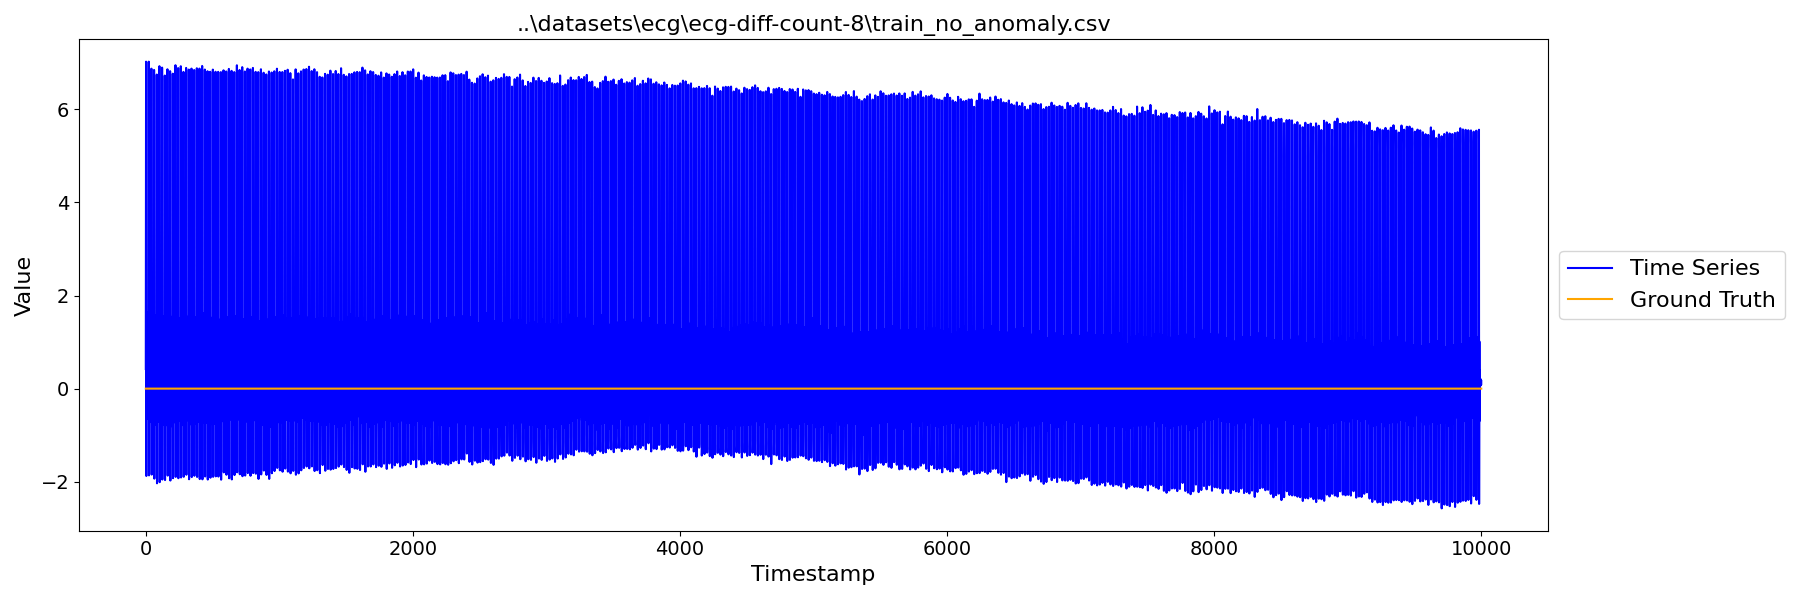 ..\datasets\ecg\ecg-diff-count-8\train_no_anomaly.csv
Value
6
4
2
0
−2
0 2000 4000 6000 8000 10000
Timestamp
Time Series
Ground Truth